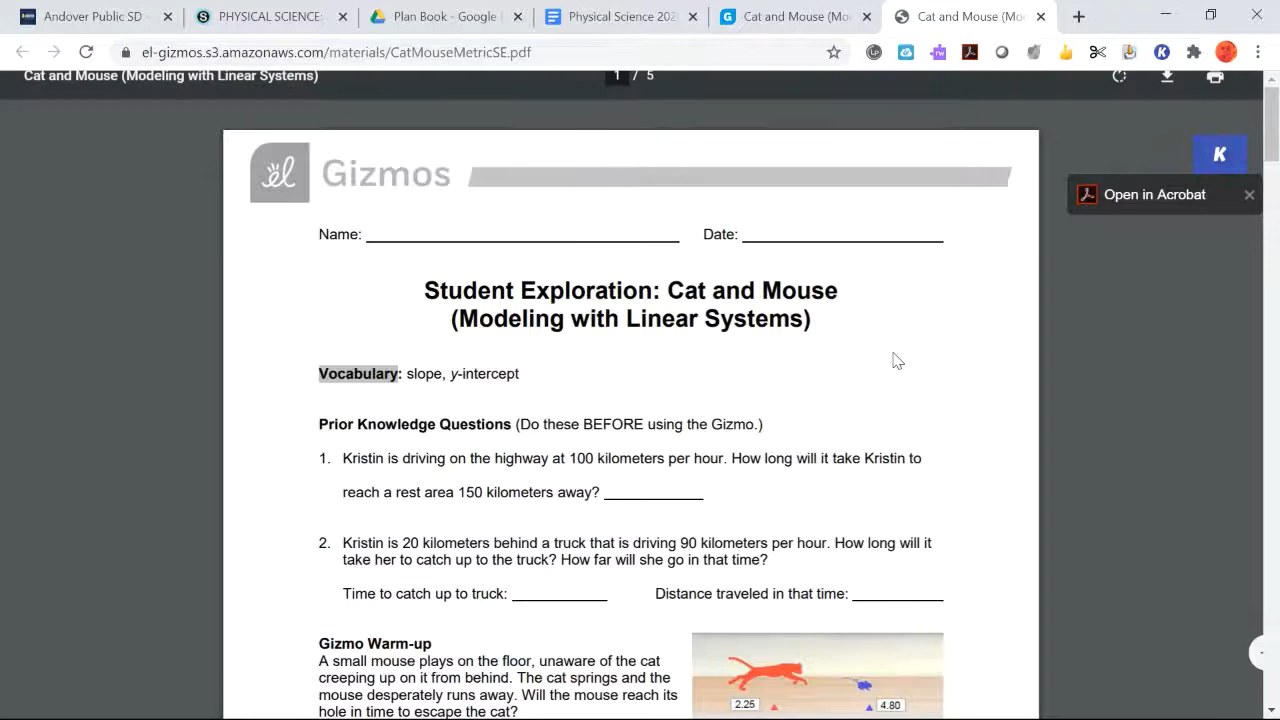 Andover Public SD
PHYSICAL SERIES:
Plan Book - Google
Physical Science 202
Cat and Mouse (Mo
Cat and Mouse (Mo
el-gizmos.s3.amazonaws.com/materials/CatMouseMetricSE.pdf
Cat and Mouse (Modeling with Linear Systems)
1 / 5
el Gizmos
K
Open in Acrobat
Name: Date:
Student Exploration: Cat and Mouse
(Modeling with Linear Systems)
Vocabulary: slope, y-intercept
Prior Knowledge Questions (Do these BEFORE using the Gizmo.)
1. Kristin is driving on the highway at 100 kilometers per hour. How long will it take Kristin to
reach a rest area 150 kilometers away?
2. Kristin is 20 kilometers behind a truck that is driving 90 kilometers per hour. How long will it
take her to catch up to the truck? How far will she go in that time?
Time to catch up to truck: Distance traveled in that time:
Gizmo Warm-up
A small mouse plays on the floor, unaware of the cat
creeping up on it from behind. The cat springs and the
mouse desperately runs away. Will the mouse reach its
hole in time to escape the cat?
2.25 4.80